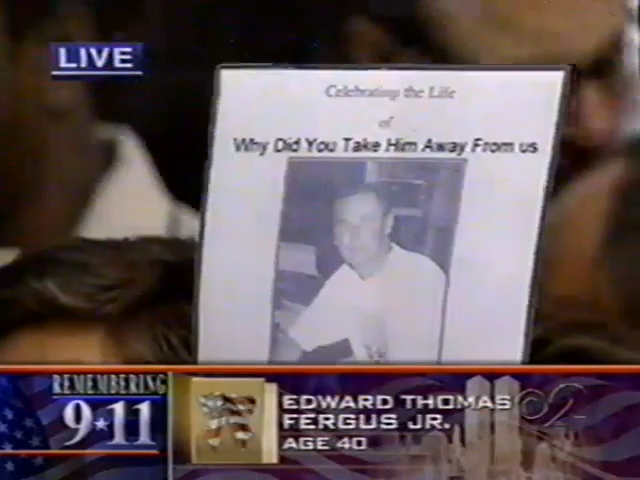 LIVE
Celebrating the Life
of
Why Did You Take Him Away From us
REMEMBERING
9★11
EDWARD THOMAS
FERGUS JR.
AGE 40
2